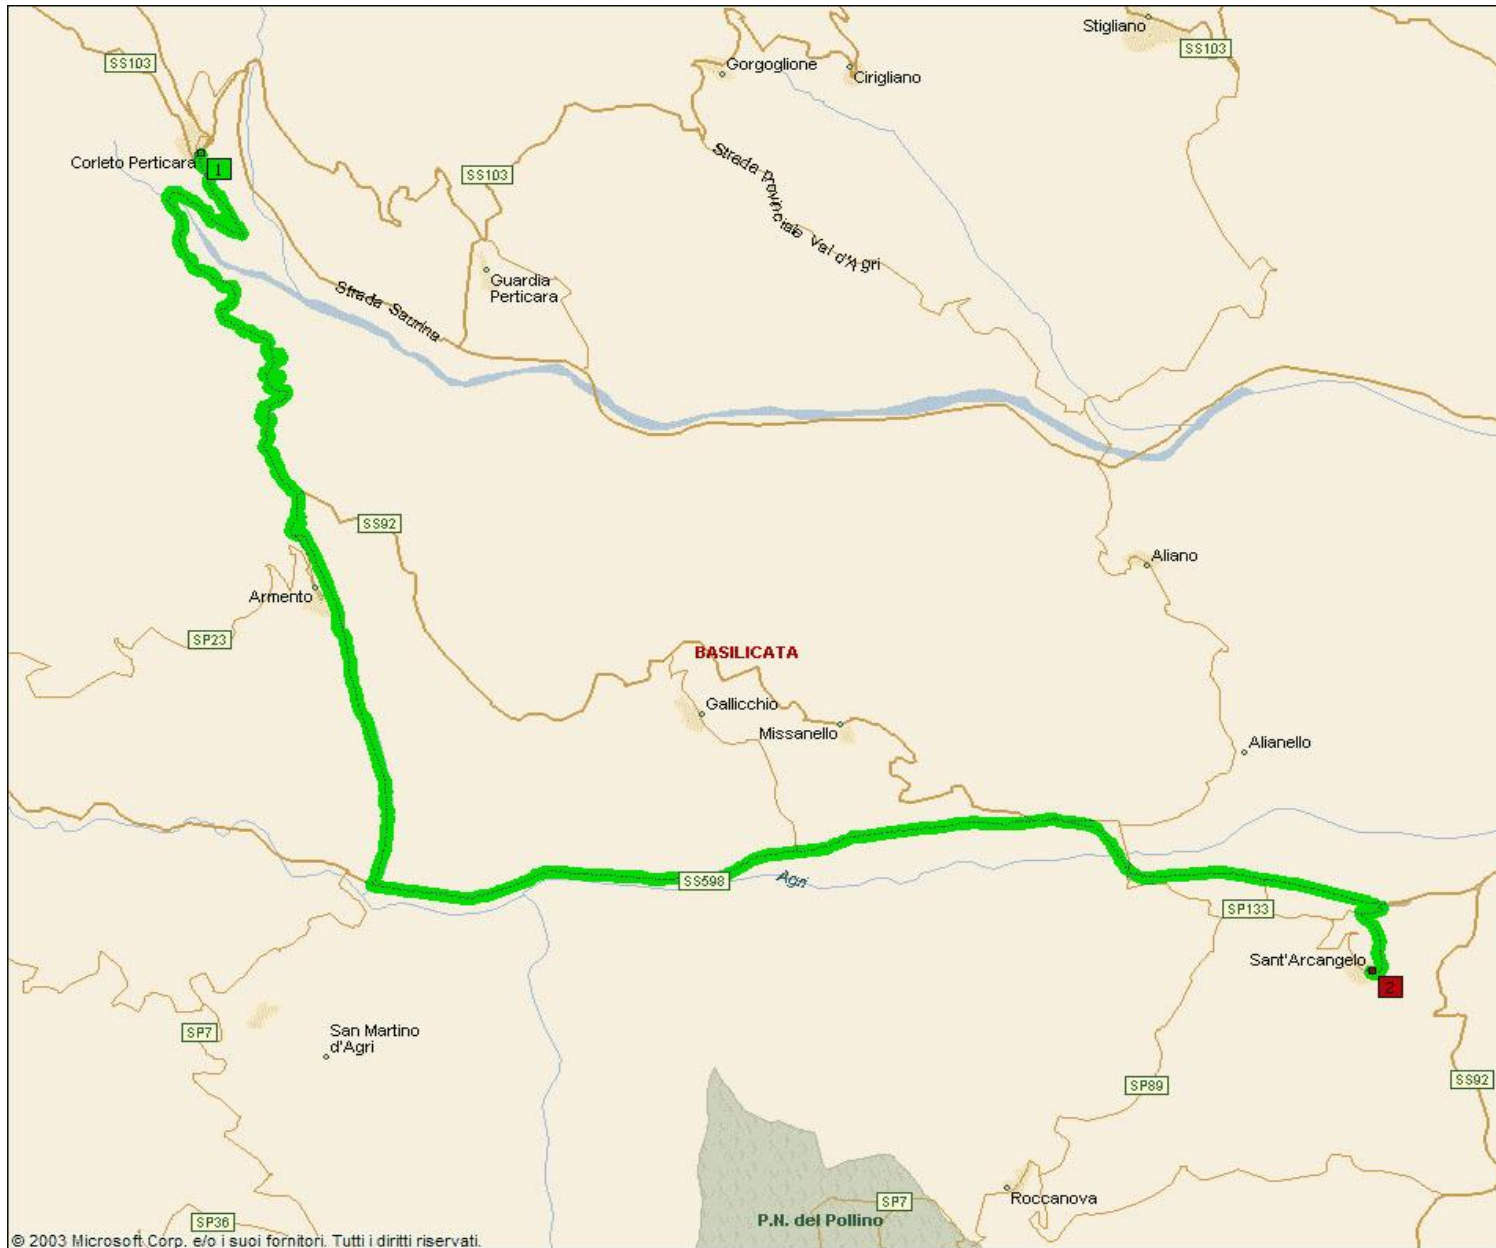 Stigliano
SS103
SS103
Gorgoglione
Cirigliano
Corleto Perticara
1
SS103
Strada Provinciale Val d'Agri
Guardia
Perticara
Strada Saurina
SS92
Aliano
Armento
SP23
BASILICATA
Gallicchio
Missanello
Alianello
SS598
Agri
SP133
Sant'Arcangelo
2
SP7
San Martino
d'Agri
SP89
SS92
Roccanova
SP7
P.N. del Pollino
SP36
© 2003 Microsoft Corp. e/o i suoi fornitori. Tutti i diritti riservati.